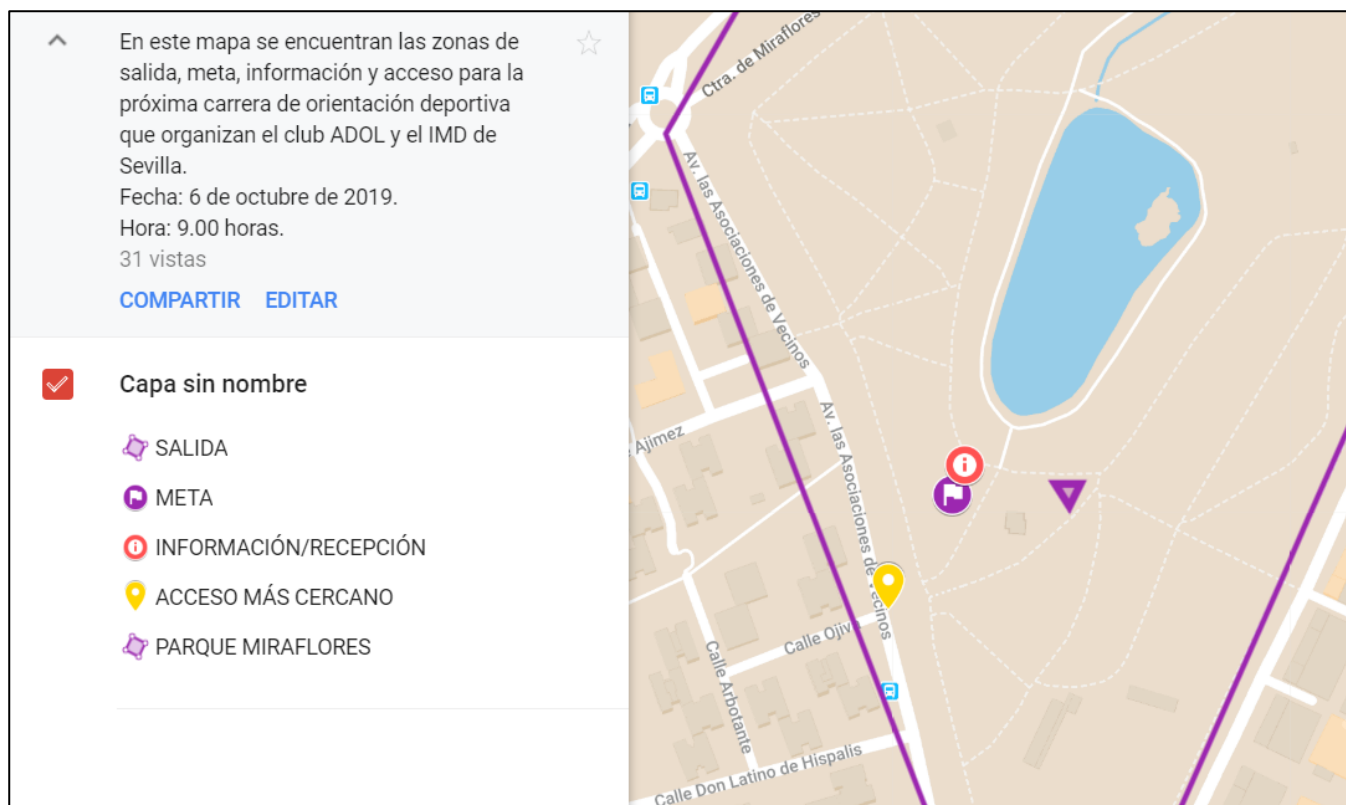 En este mapa se encuentran las zonas de
salida, meta, información y acceso para la
próxima carrera de orientación deportiva
que organizan el club ADOL y el IMD de
Sevilla.
Fecha: 6 de octubre de 2019.
Hora: 9.00 horas.
31 vistas
COMPARTIR EDITAR
Capa sin nombre
SALIDA
META
INFORMACIÓN/RECEPCIÓN
ACCESO MÁS CERCANO
PARQUE MIRAFLORES
Ctra. de Miraflores
Av. las Asociaciones de Vecinos
Av. las Asociaciones de Vecinos
Ajimez
Calle Ojiv
Calle Arbotante
Calle Don Latino de Hispalis